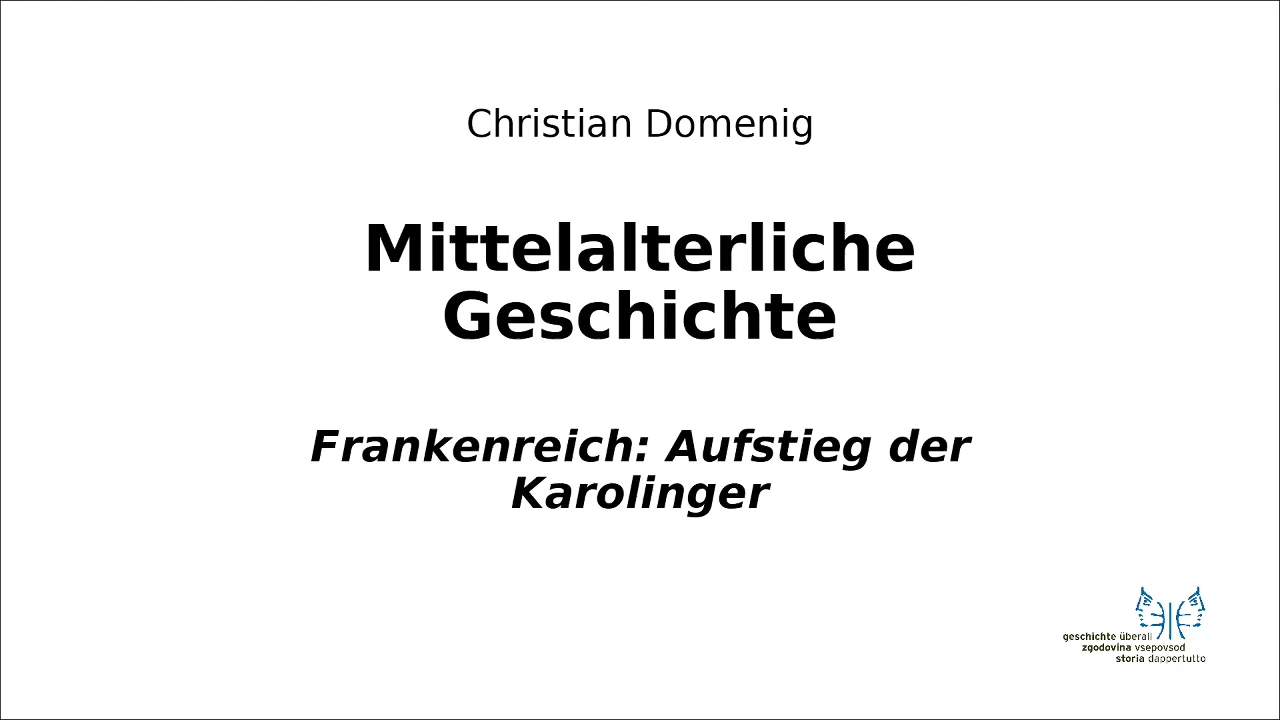 Christian Domenig
Mittelalterliche
Geschichte
Frankenreich: Aufstieg der
Karolinger
geschichte überall
zgodovina vsepovsod
storia dappertutto